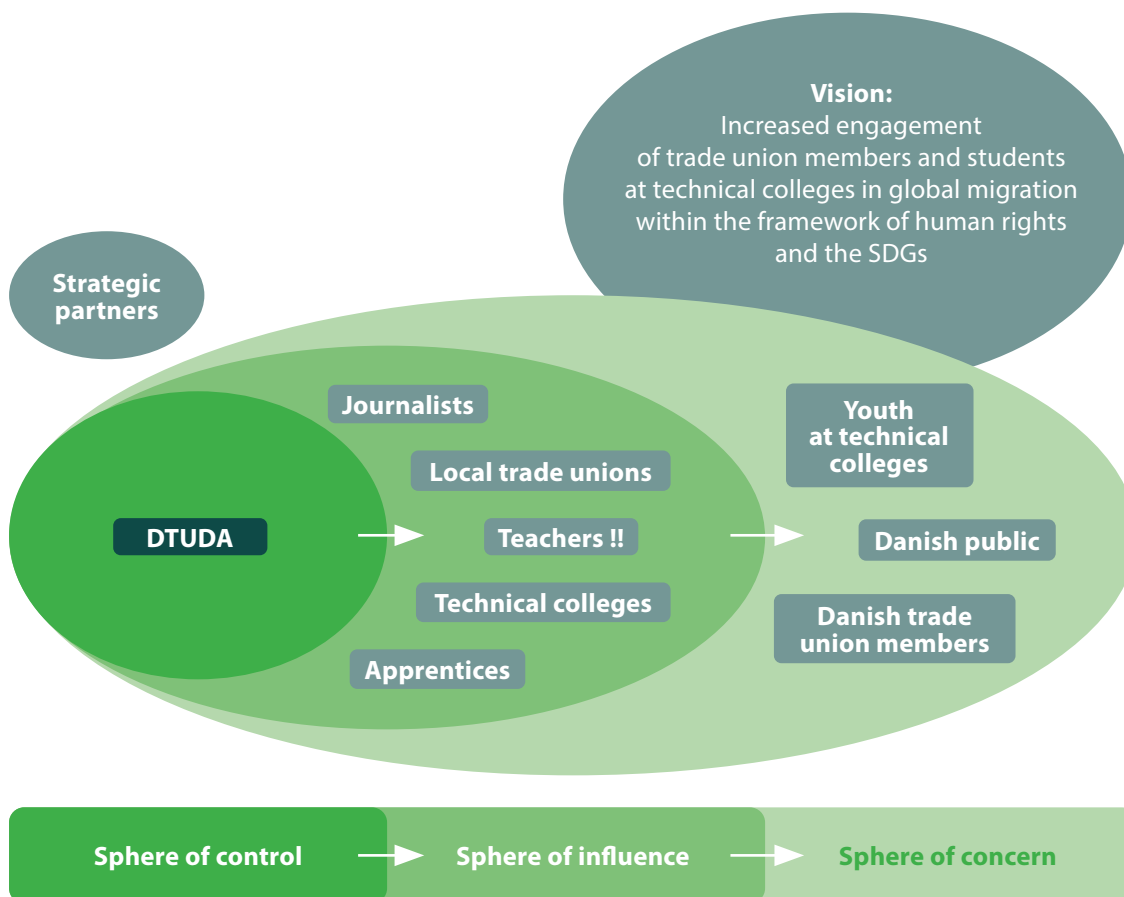 Vision:
Increased engagement
of trade union members and students
at technical colleges in global migration
within the framework of human rights
and the SDGs
Strategic
partners
Journalists
Local trade unions
DTUDA
Teachers !!
Technical colleges
Apprentices
Youth
at technical
colleges
Danish public
Danish trade
union members
Sphere of control
Sphere of influence
Sphere of concern